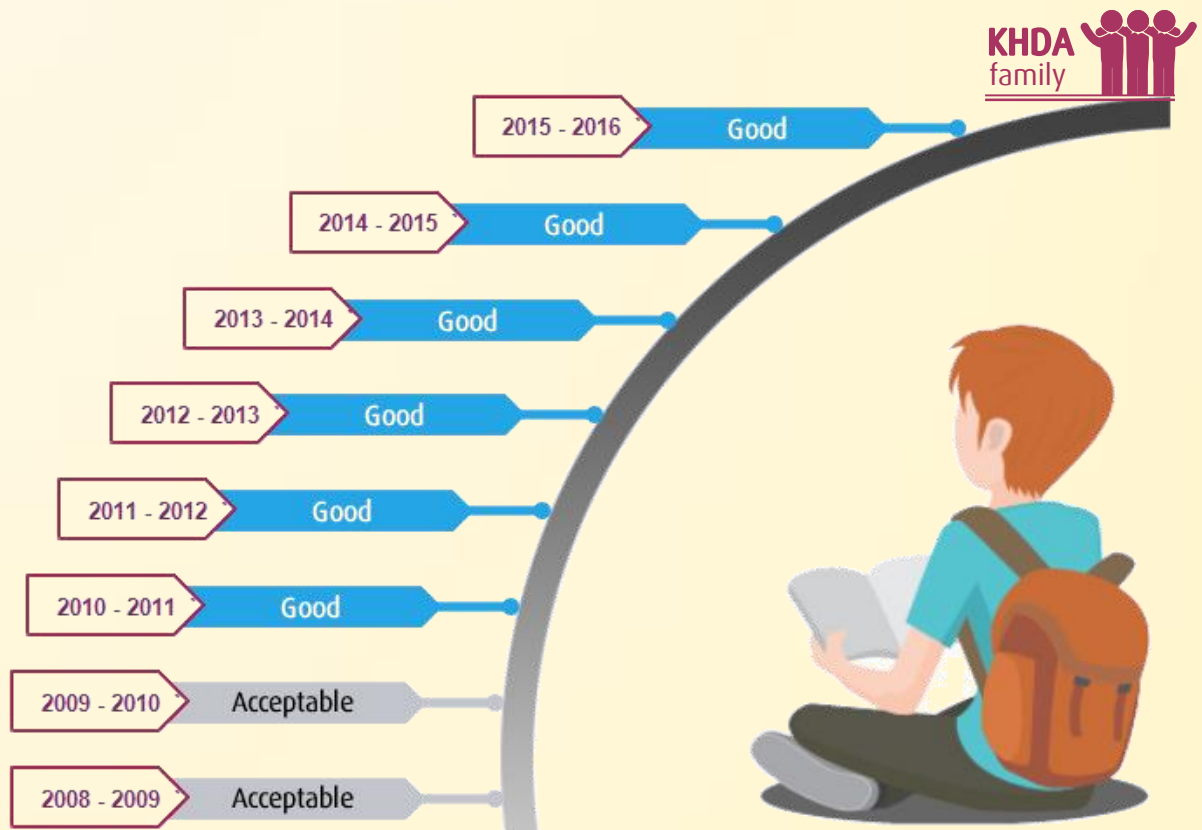 KHDA
family
2015 - 2016 Good
2014 - 2015 Good
2013 - 2014 Good
2012 - 2013 Good
2011 - 2012 Good
2010 - 2011 Good
2009 - 2010 Acceptable
2008 - 2009 Acceptable